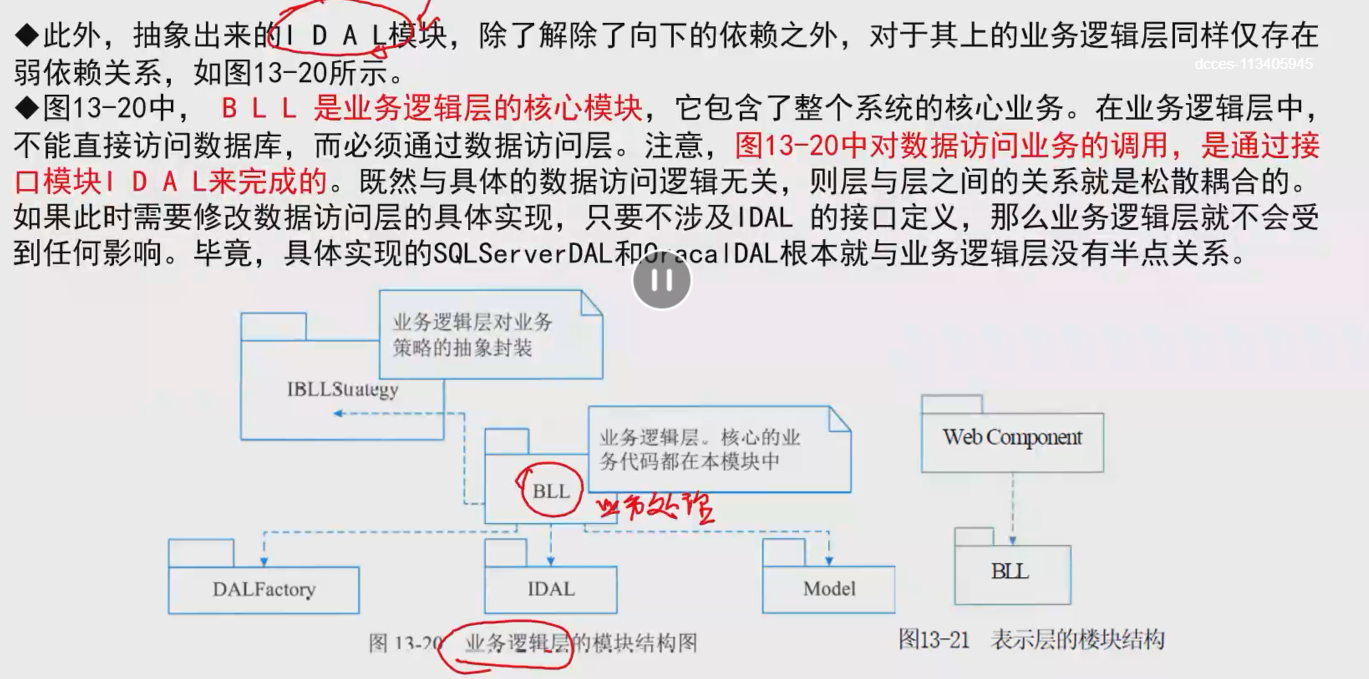 ◆此外，抽象出来的I D A L模块，除了解除了向下的依赖之外，对于其上的业务逻辑层同样仅存在
弱依赖关系，如图13-20所示。
dcces-113405945
◆图13-20中， B L L 是业务逻辑层的核心模块，它包含了整个系统的核心业务。在业务逻辑层中，
不能直接访问数据库，而必须通过数据访问层。注意，图13-20中对数据访问业务的调用，是通过接
口模块I D A L来完成的。既然与具体的数据访问逻辑无关，则层与层之间的关系就是松散耦合的。
如果此时需要修改数据访问层的具体实现，只要不涉及IDAL 的接口定义，那么业务逻辑层就不会受
到任何影响。毕竟，具体实现的SQLServerDAL和OracalDAL根本就与业务逻辑层没有半点关系。
业务逻辑层对业务
策略的抽象封装
IBLLStrategy
业务逻辑层。核心的业
务代码都在本模块中
BLL
业务处理
DALFactory
IDAL
Model
图 13-20 业务逻辑层的模块结构图
Web Component
BLL
图13-21 表示层的楼块结构